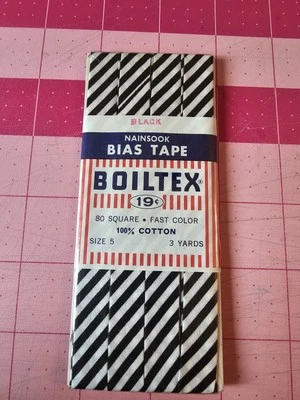 BLACK
NAINSOOK
BIAS TAPE
BOILTEX®
19¢
80 SQUARE • FAST COLOR
100% COTTON
SIZE 5 3 YARDS